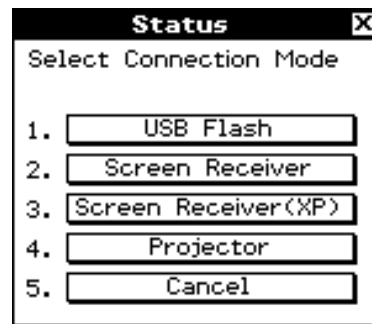 Status X
Select Connection Mode
1. USB Flash
2. Screen Receiver
3. Screen Receiver(XP)
4. Projector
5. Cancel